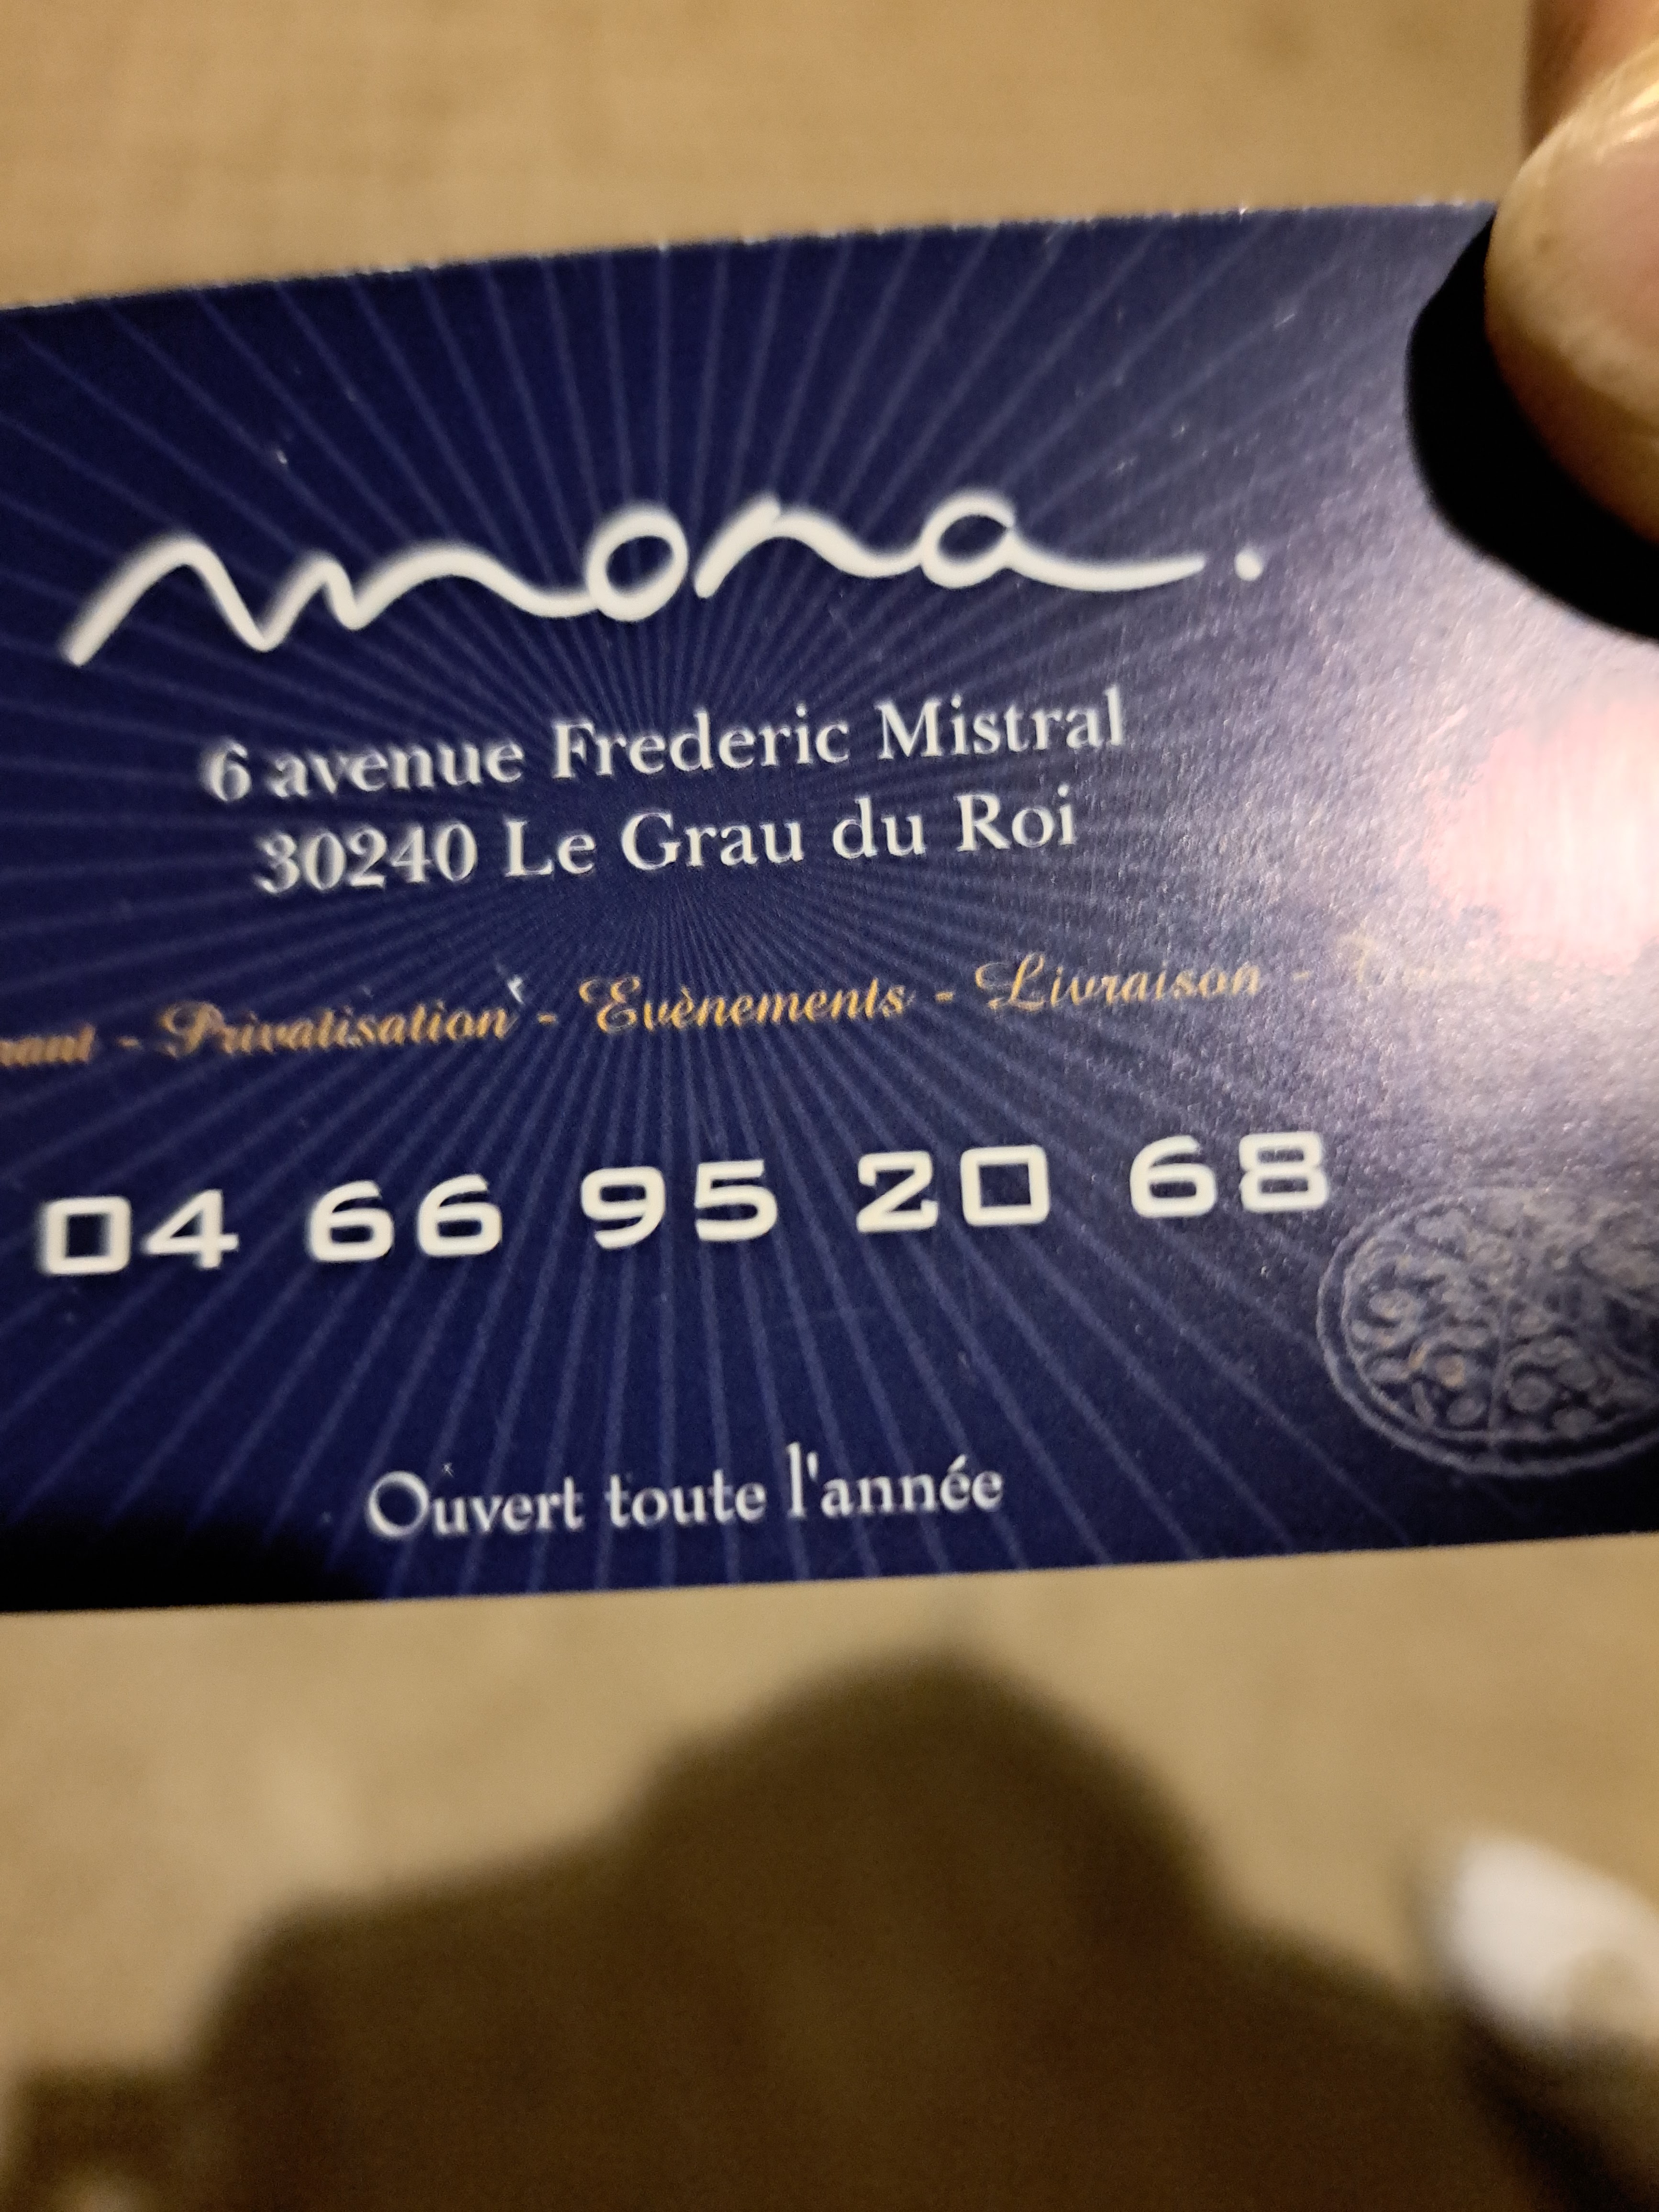 mona.
6 avenue Frederic Mistral
30240 Le Grau du Roi
- Privatisation - Evènements - Livraison -
04 66 95 20 68
Ouvert toute l'année